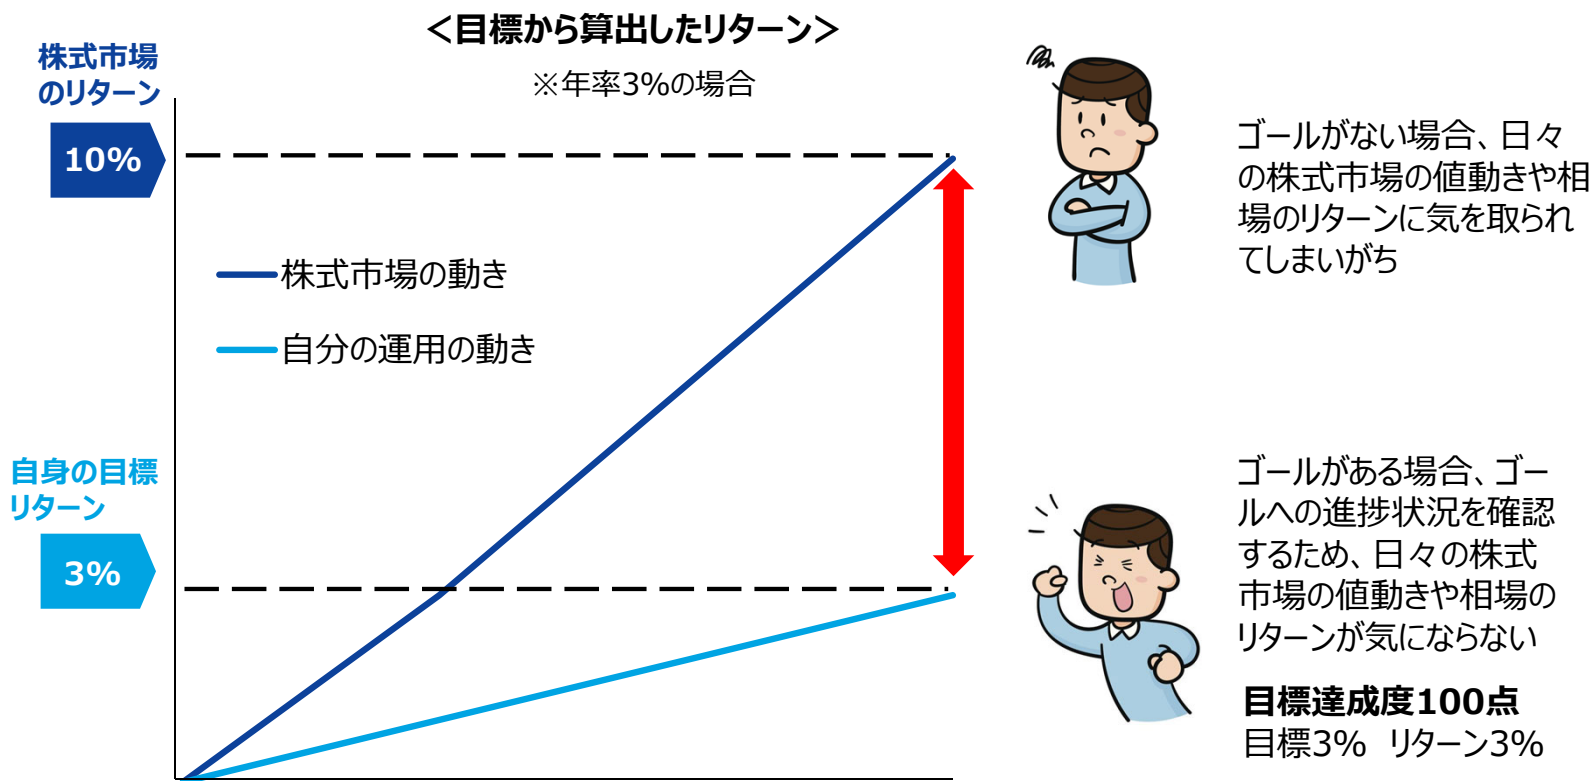 ＜目標から算出したリターン＞
※年率3%の場合
株式市場
のリターン
10%
株式市場の動き
自分の運用の動き
自身の目標
リターン
3%
ゴールがない場合、日々
の株式市場の値動きや相
場のリターンに気を取られ
てしまいがち
ゴールがある場合、ゴー
ルへの進捗状況を確認
するため、日々の株式
市場の値動きや相場の
リターンが気にならない
目標達成度100点
目標3%　リターン3%